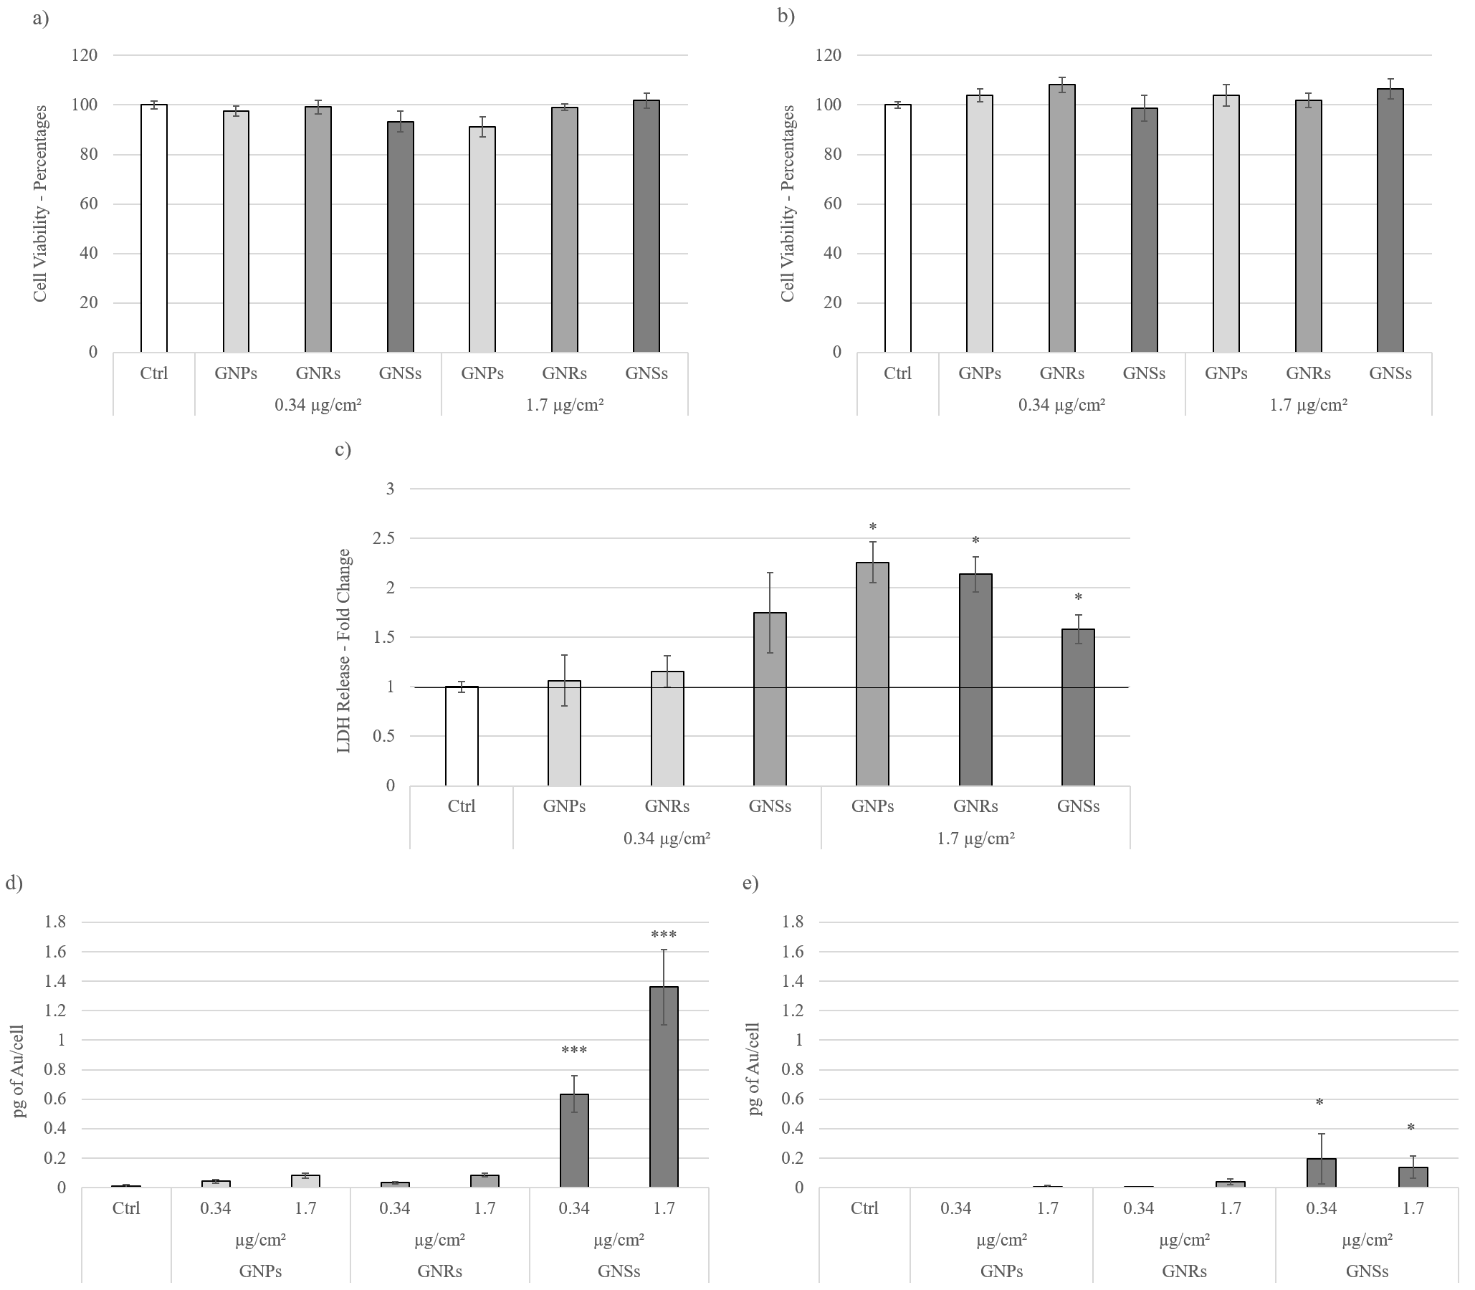 a)
120
100
80
60
40
20
0
Cell Viability - Percentages
Ctrl GNPs GNRs GNSs GNPs GNRs GNSs
0.34 µg/cm² 1.7 µg/cm²
b)
120
100
80
60
40
20
0
Cell Viability - Percentages
Ctrl GNPs GNRs GNSs GNPs GNRs GNSs
0.34 µg/cm² 1.7 µg/cm²
c)
3
2.5
2
1.5
1
0.5
0
LDH Release - Fold Change
* * *
Ctrl GNPs GNRs GNSs GNPs GNRs GNSs
0.34 µg/cm² 1.7 µg/cm²
d)
1.8
1.6
1.4
1.2
1
0.8
0.6
0.4
0.2
0
pg of Au/cell
*** ***
Ctrl 0.34 1.7 0.34 1.7 0.34 1.7
µg/cm² µg/cm² µg/cm²
GNPs GNRs GNSs
e)
1.8
1.6
1.4
1.2
1
0.8
0.6
0.4
0.2
0
pg of Au/cell
* *
Ctrl 0.34 1.7 0.34 1.7 0.34 1.7
µg/cm² µg/cm² µg/cm²
GNPs GNRs GNSs